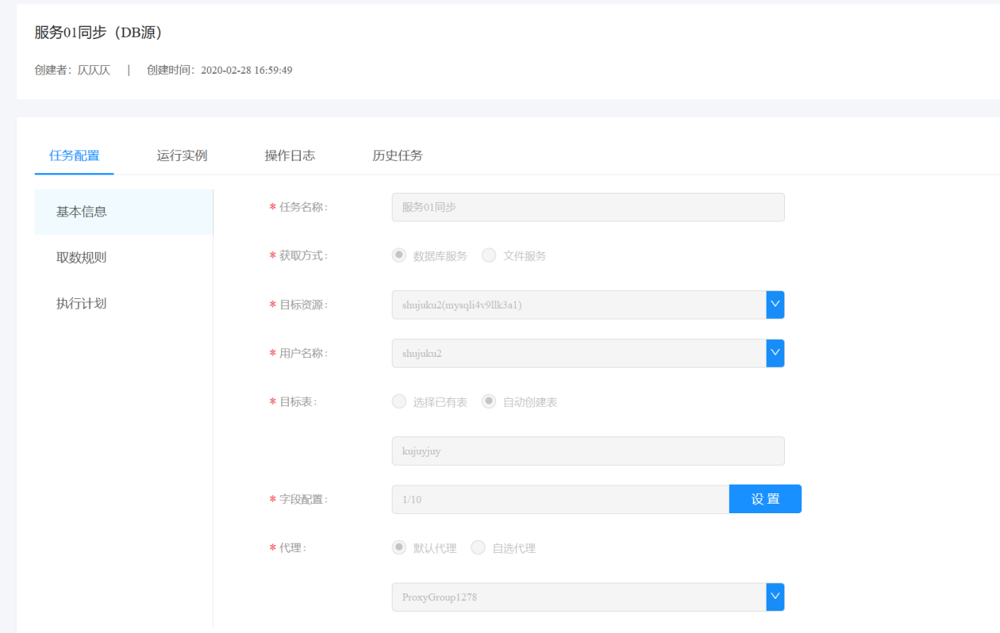 服务01同步（DB源）
创建者：仄仄仄 | 创建时间：2020-02-28 16:59:49
任务配置 运行实例 操作日志 历史任务
基本信息
取数规则
执行计划
* 任务名称： 服务01同步
* 获取方式： 数据库服务 文件服务
* 目标资源： shujuku2(mysqli4v9llk3a1)
* 用户名称： shujuku2
* 目标表： 选择已有表 自动创建表
kujuyjuy
* 字段配置： 1/10 设置
* 代理： 默认代理 自选代理
ProxyGroup1278